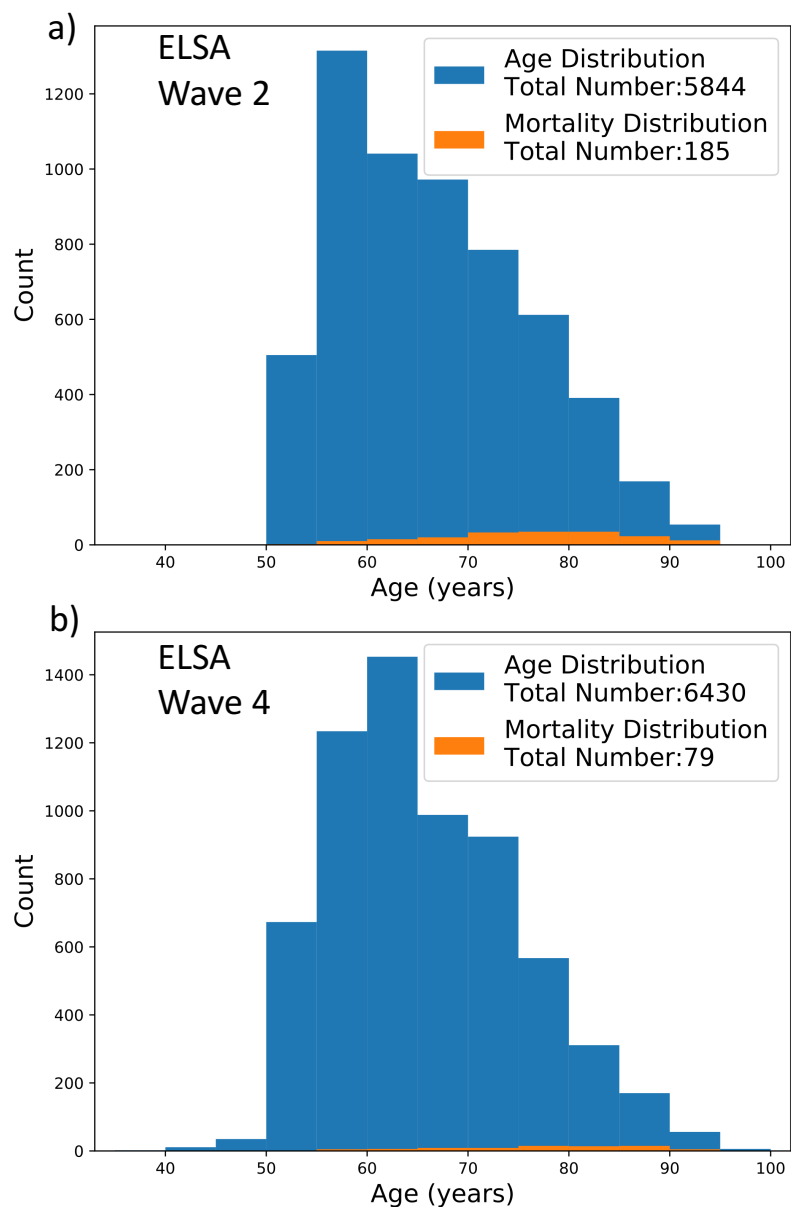 a)
ELSA
Wave 2
Age Distribution
Total Number:5844
Mortality Distribution
Total Number:185
Count
1200
1000
800
600
400
200
0
40 50 60 70 80 90 100
Age (years)
b)
ELSA
Wave 4
Age Distribution
Total Number:6430
Mortality Distribution
Total Number:79
Count
1400
1200
1000
800
600
400
200
0
40 50 60 70 80 90 100
Age (years)